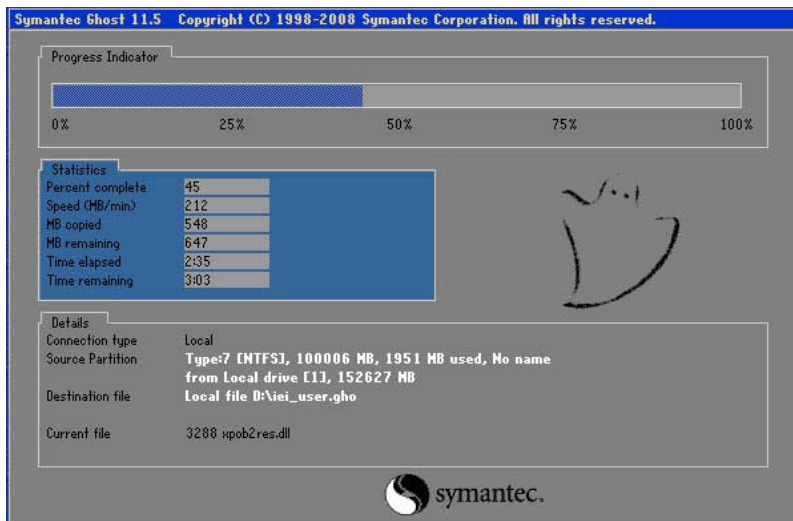 Symantec Ghost 11.5 Copyright (C) 1998-2008 Symantec Corporation. All rights reserved.
Progress Indicator
0% 25% 50% 75% 100%
Statistics
Percent complete 45
Speed (MB/min) 212
MB copied 548
MB remaining 647
Time elapsed 2:35
Time remaining 3:03
Details
Connection type Local
Source Partition Type:7 [NTFS], 100006 MB, 1951 MB used, No name
from Local drive [1], 152627 MB
Destination file Local file D:\iei_user.gho
Current file 3288 xpob2res.dll
symantec.